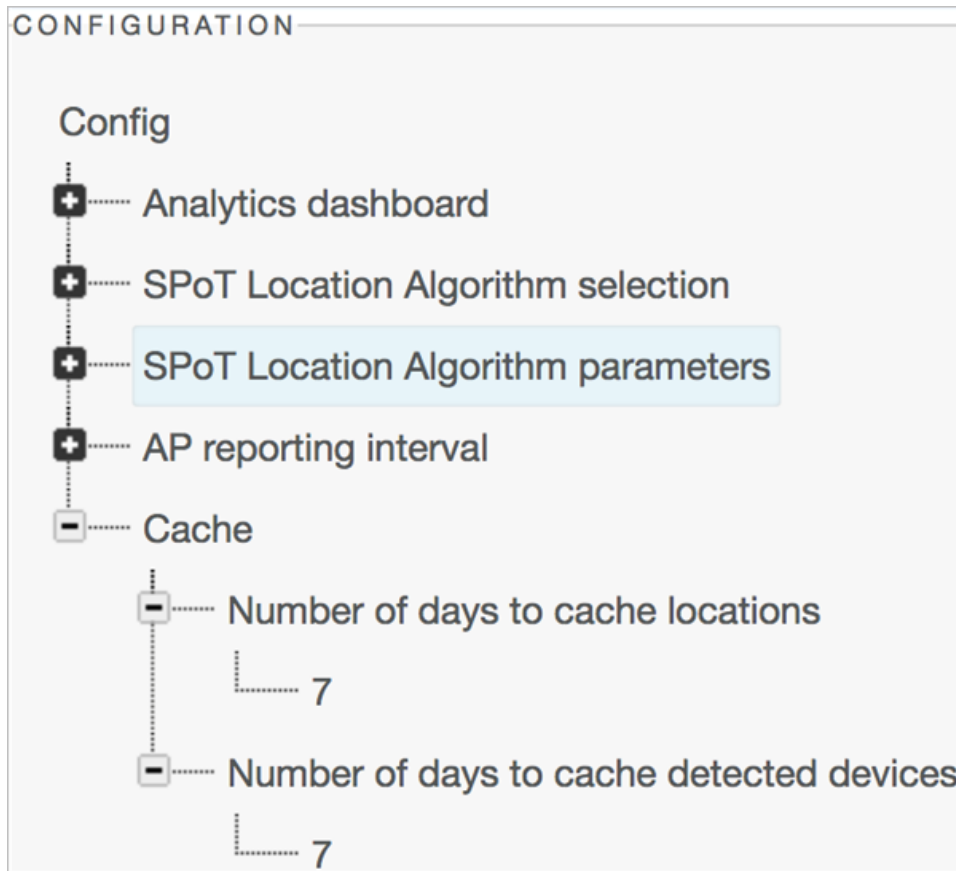 CONFIGURATION
Config
Analytics dashboard
SPoT Location Algorithm selection
SPoT Location Algorithm parameters
AP reporting interval
Cache
Number of days to cache locations
7
Number of days to cache detected devices
7